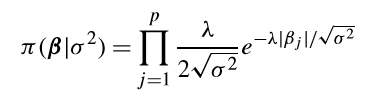 π(β|σ²) = ∏_{j=1}^{p} λ/(2√σ²) e^{−λ|β_j|/√σ²}